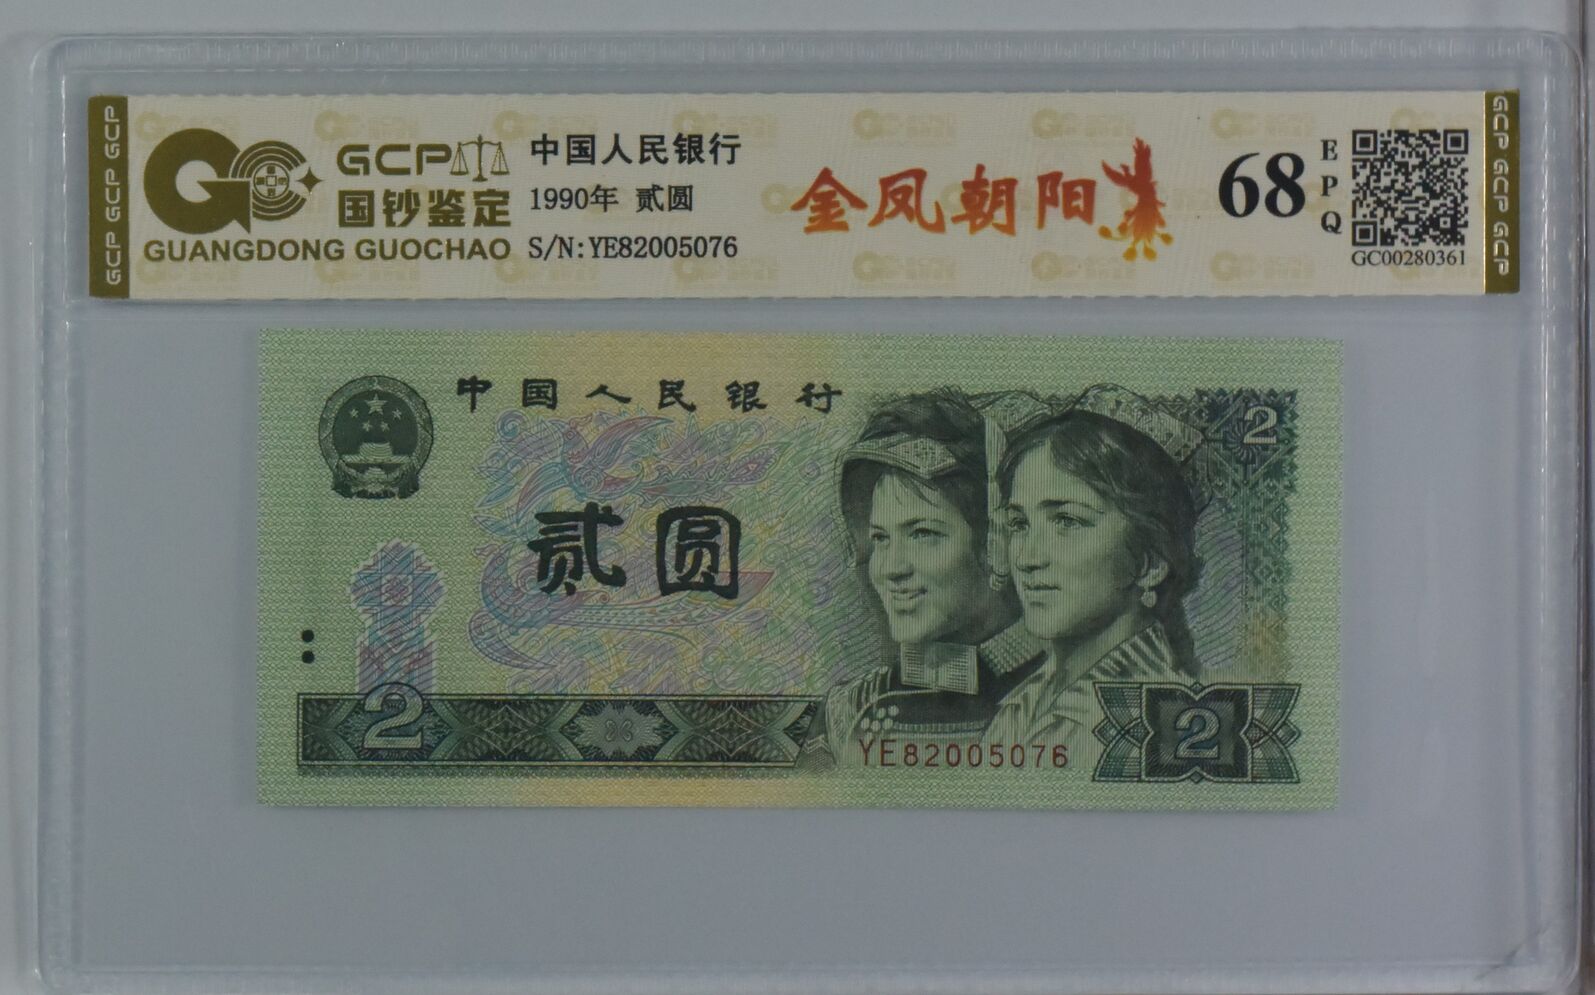 GCP GCP GCP
GCP
国钞鉴定
GUANGDONG GUOCHAO
中国人民银行
1990年 贰圆
S/N:YE82005076
金凤朝阳
68
E
P
Q
GC00280361
GCP GCP GCP
中国人民银行
2
贰圆
2
YE82005076
2